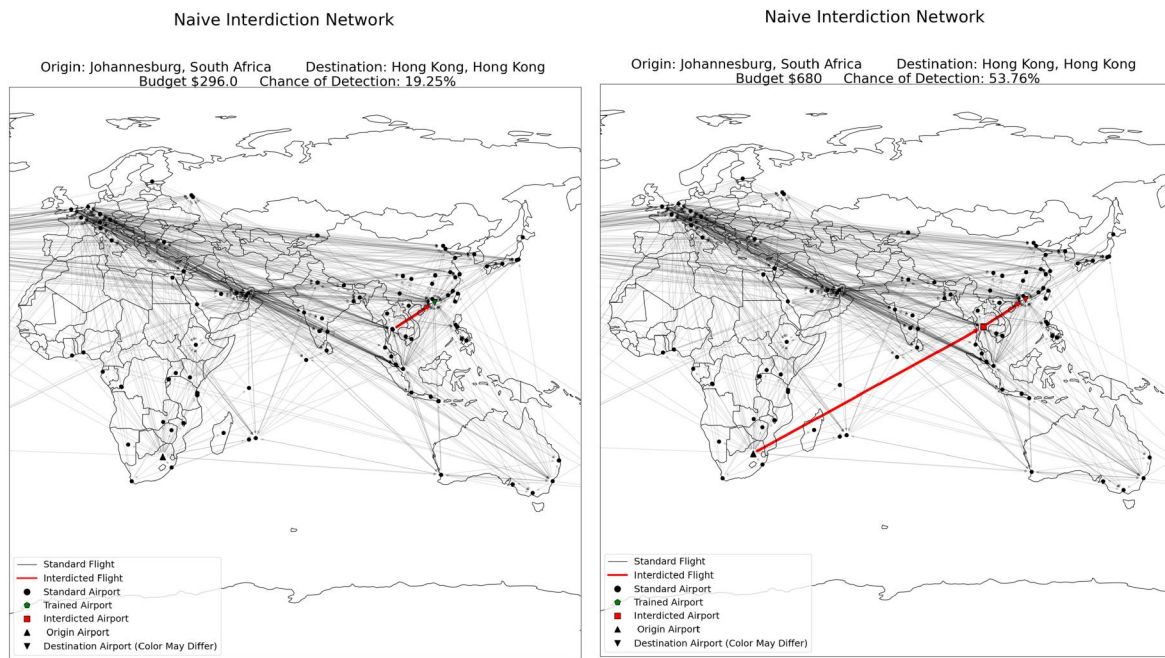 Naive Interdiction Network
Origin: Johannesburg, South Africa Destination: Hong Kong, Hong Kong
Budget $296.0 Chance of Detection: 19.25%
Standard Flight
Interdicted Flight
Standard Airport
Trained Airport
Interdicted Airport
Origin Airport
Destination Airport (Color May Differ)
Naive Interdiction Network
Origin: Johannesburg, South Africa Destination: Hong Kong, Hong Kong
Budget $680 Chance of Detection: 53.76%
Standard Flight
Interdicted Flight
Standard Airport
Trained Airport
Interdicted Airport
Origin Airport
Destination Airport (Color May Differ)